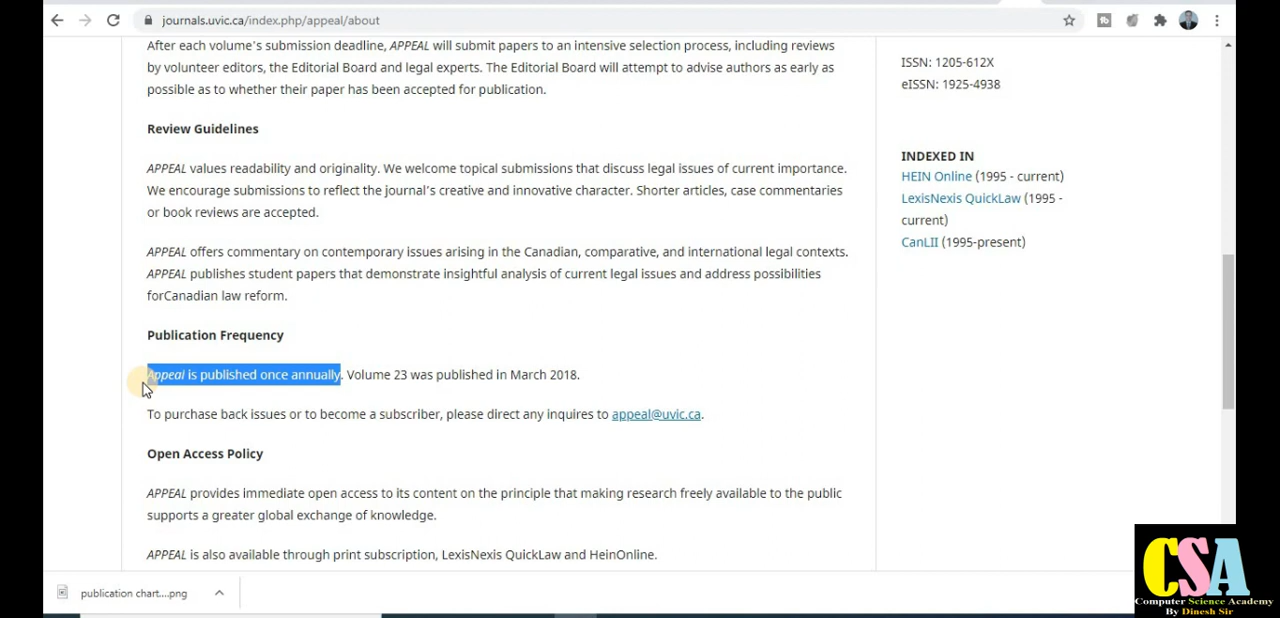 journals.uvic.ca/index.php/appeal/about
After each volume's submission deadline, APPEAL will submit papers to an intensive selection process, including reviews
by volunteer editors, the Editorial Board and legal experts. The Editorial Board will attempt to advise authors as early as
possible as to whether their paper has been accepted for publication.
Review Guidelines
APPEAL values readability and originality. We welcome topical submissions that discuss legal issues of current importance.
We encourage submissions to reflect the journal's creative and innovative character. Shorter articles, case commentaries
or book reviews are accepted.
APPEAL offers commentary on contemporary issues arising in the Canadian, comparative, and international legal contexts.
APPEAL publishes student papers that demonstrate insightful analysis of current legal issues and address possibilities
forCanadian law reform.
Publication Frequency
Appeal is published once annually. Volume 23 was published in March 2018.
To purchase back issues or to become a subscriber, please direct any inquires to appeal@uvic.ca.
Open Access Policy
APPEAL provides immediate open access to its content on the principle that making research freely available to the public
supports a greater global exchange of knowledge.
APPEAL is also available through print subscription, LexisNexis QuickLaw and HeinOnline.
ISSN: 1205-612X
eISSN: 1925-4938
INDEXED IN
HEIN Online (1995 - current)
LexisNexis QuickLaw (1995 -
current)
CanLII (1995-present)
publication chart....png
CSA
Computer Science Academy
By Dinesh Sir